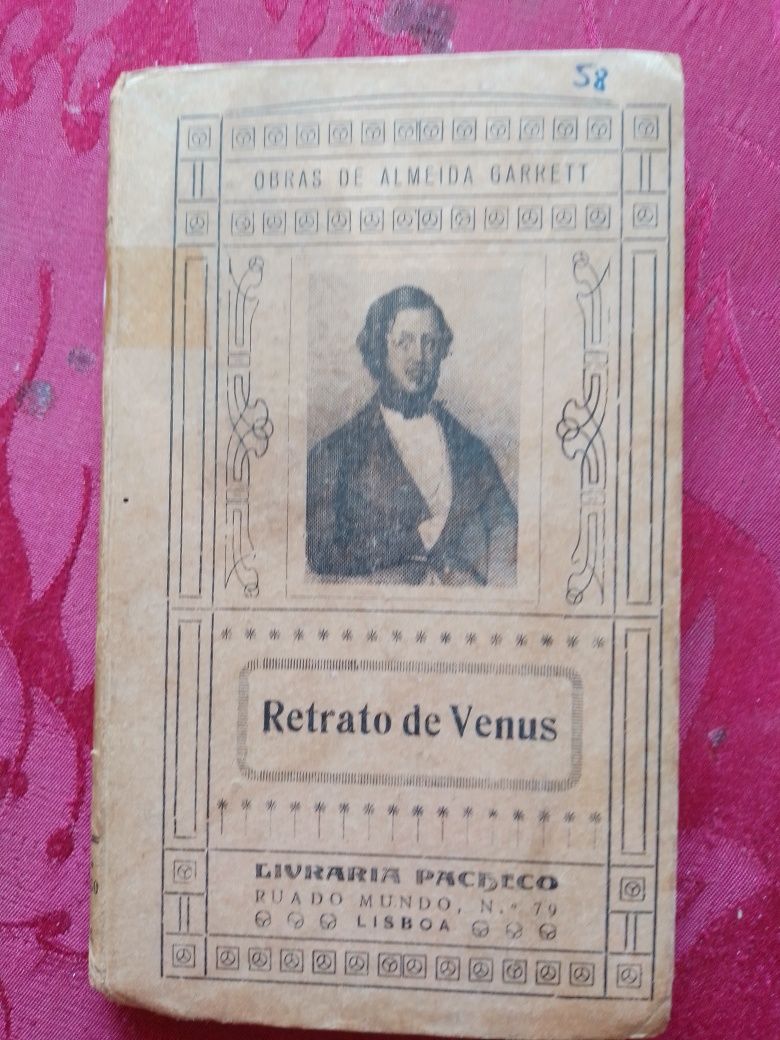 58
OBRAS DE ALMEIDA GARRETT
Retrato de Venus
LIVRARIA PACHECO
RUA DO MUNDO, N.º 79
LISBOA